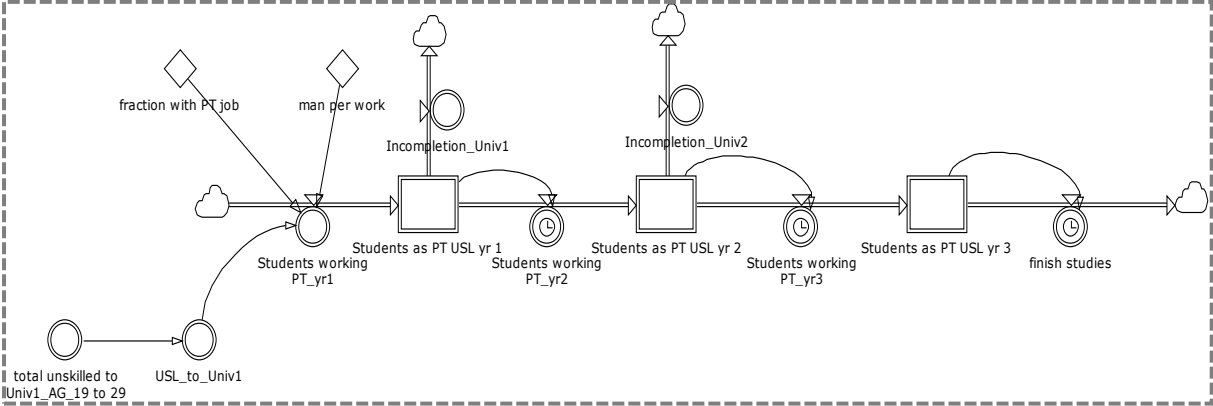 fraction with PT job
man per work
Incompletion_Univ1
Incompletion_Univ2
Students as PT USL yr 1
Students as PT USL yr 2
Students as PT USL yr 3
Students working
PT_yr1
Students working
PT_yr2
Students working
PT_yr3
finish studies
total unskilled to
Univ1_AG_19 to 29
USL_to_Univ1